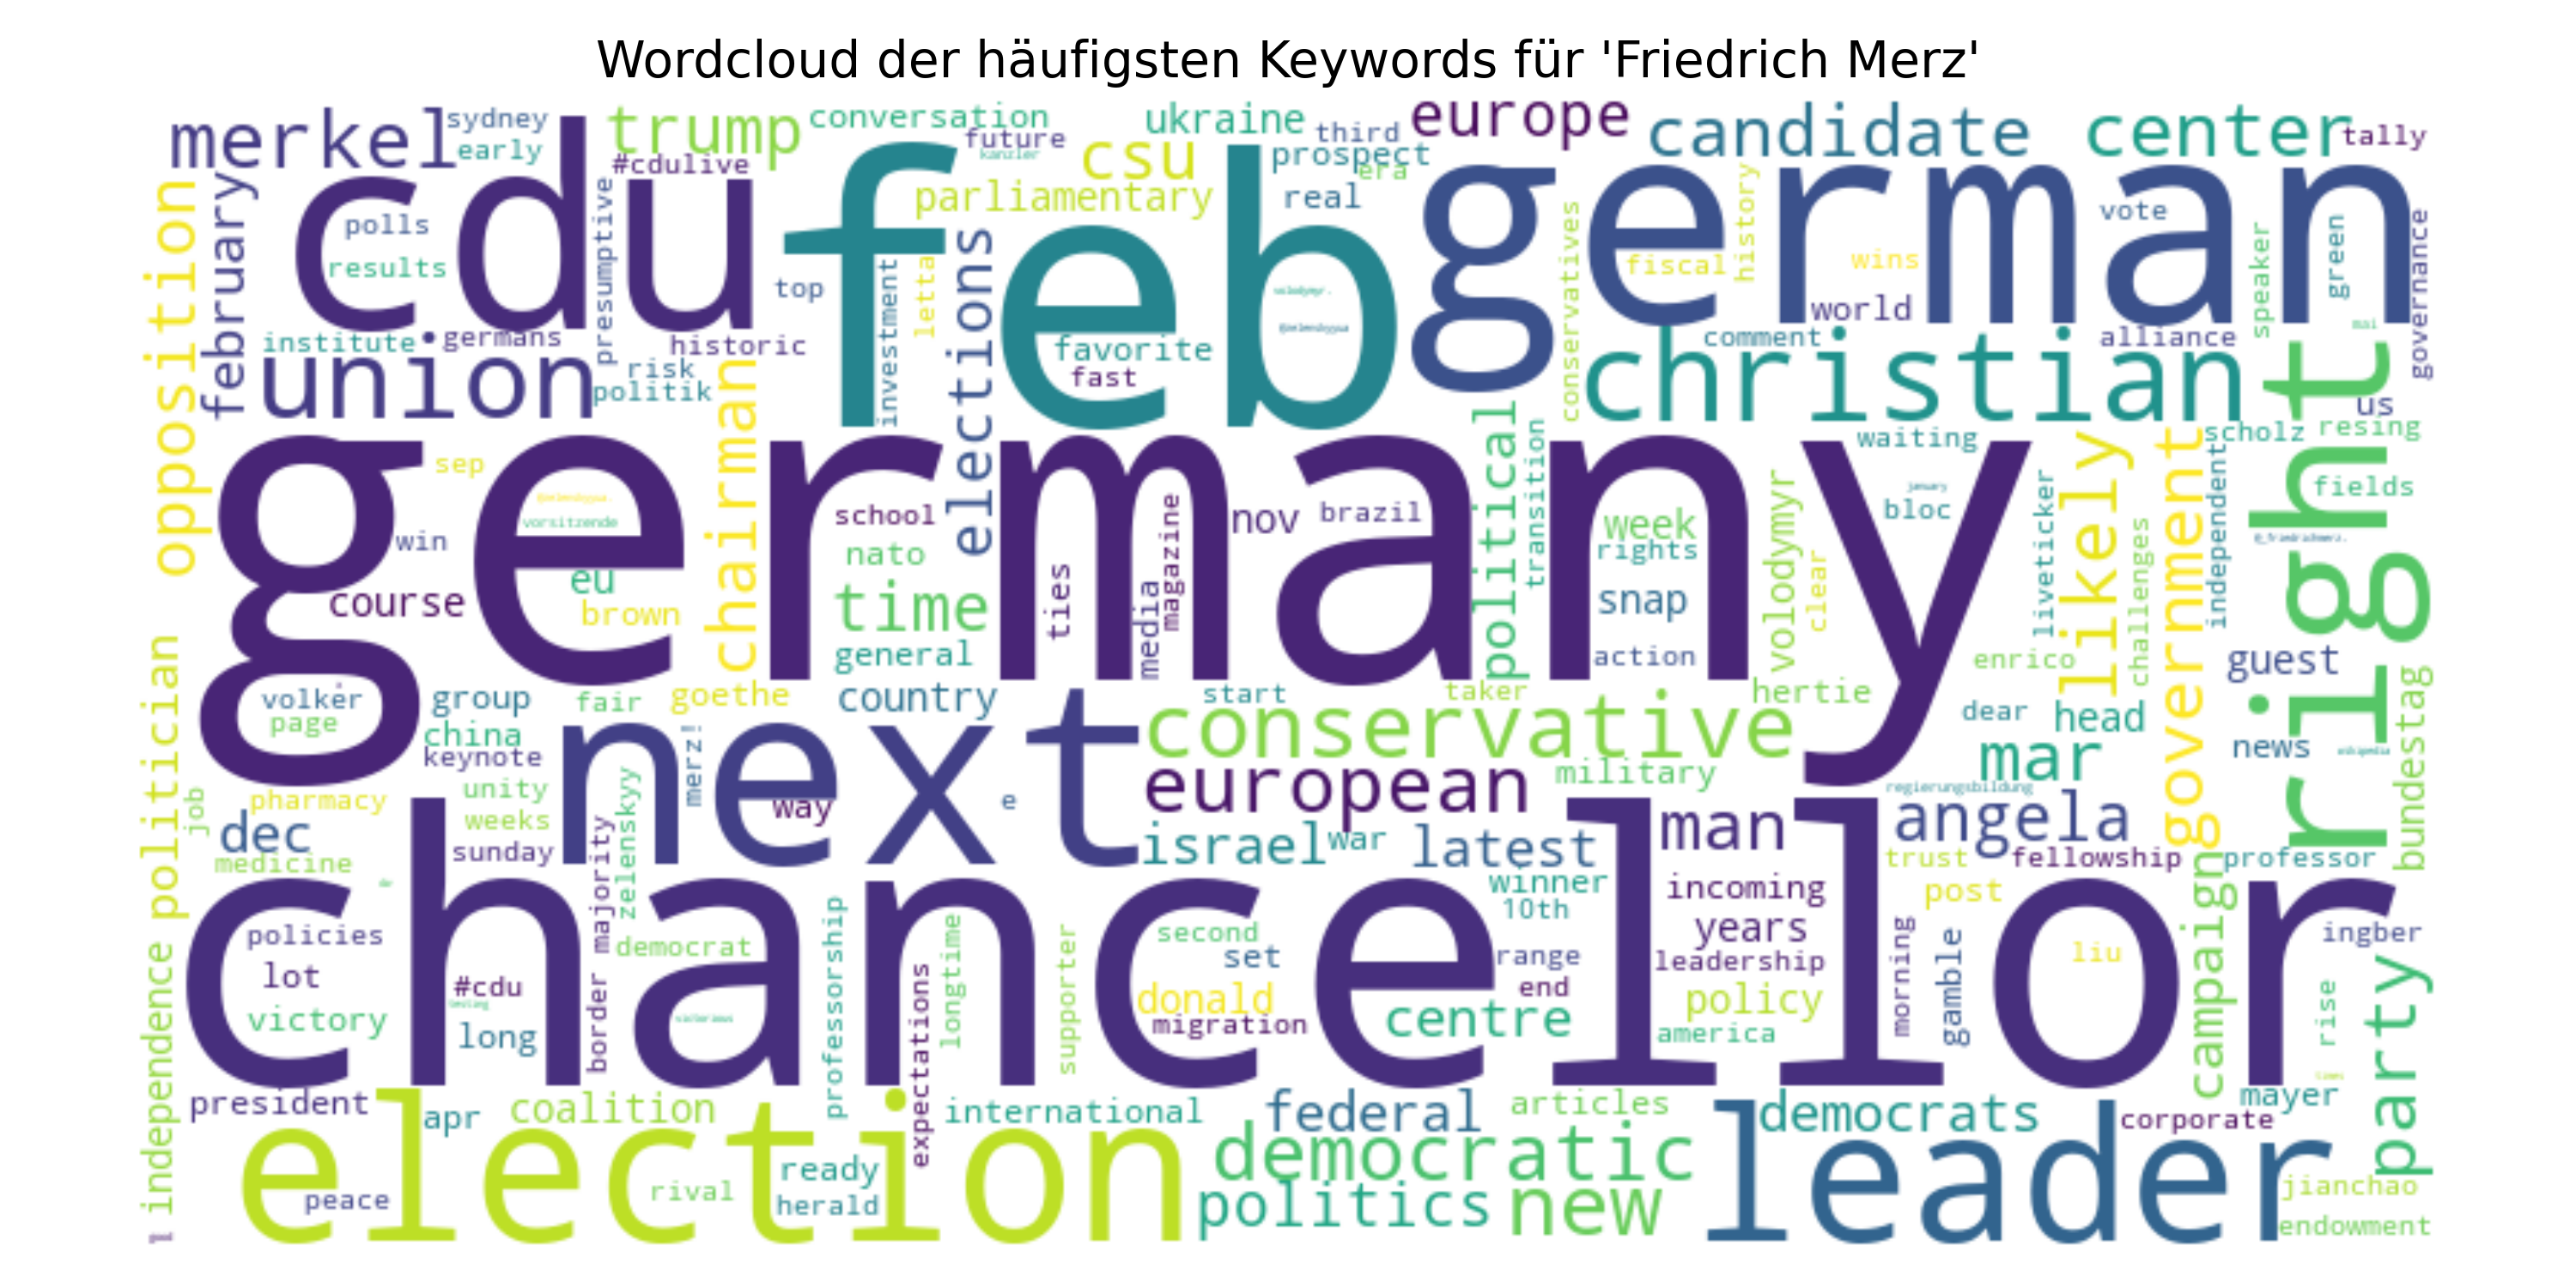 Wordcloud der häufigsten Keywords für 'Friedrich Merz'
merkel
sydney
early
trump
conversation
future
kanzler
ukraine
third
europe
candidate
center
tally
#cdulive
csu
prospect
era
parliamentary
real
cdu
feb
german
opposition
february
polls
results
presumptive
top
investment
letta
elections
conservatives
history
fiscal
wins
vote
world
speaker
green
governance
institute
germans
historic
union
risk
politik
favorite
fast
comment
alliance
christian
us
right
chairman
political
transition
waiting
likely
government
scholz
resing
independent
fields
germany
sep
vorsitzende
win
school
nato
magazine
nov
brazil
week
rights
volodymyr
bloc
liveticker
challenges
course
eu
brown
time
ties
media
snap
clear
general
action
enrico
guest
volker
page
group
fair
goethe
country
start
taker
hertie
dear
head
bundestag
china
keynote
merz!
next
conservative
mar
news
politician
job
pharmacy
unity
zelenskyy
way
e
european
military
regierungsbildung
dec
weeks
israel
war
latest
man
angela
medicine
sunday
majority
trust
fellowship
professor
chancellor
winner
10th
incoming
post
campaign
policies
democrat
professorship
longtime
supporter
second
set
range
years
leadership
morning
gamble
liu
ingber
lot
#cdu
border
expectations
donald
end
policy
rise
party
victory
long
migration
centre
america
independence
president
apr
coalition
international
federal
articles
democrats
corporate
mayer
election
peace
rival
ready
herald
democratic
politics
new
leader
jianchao
endowment